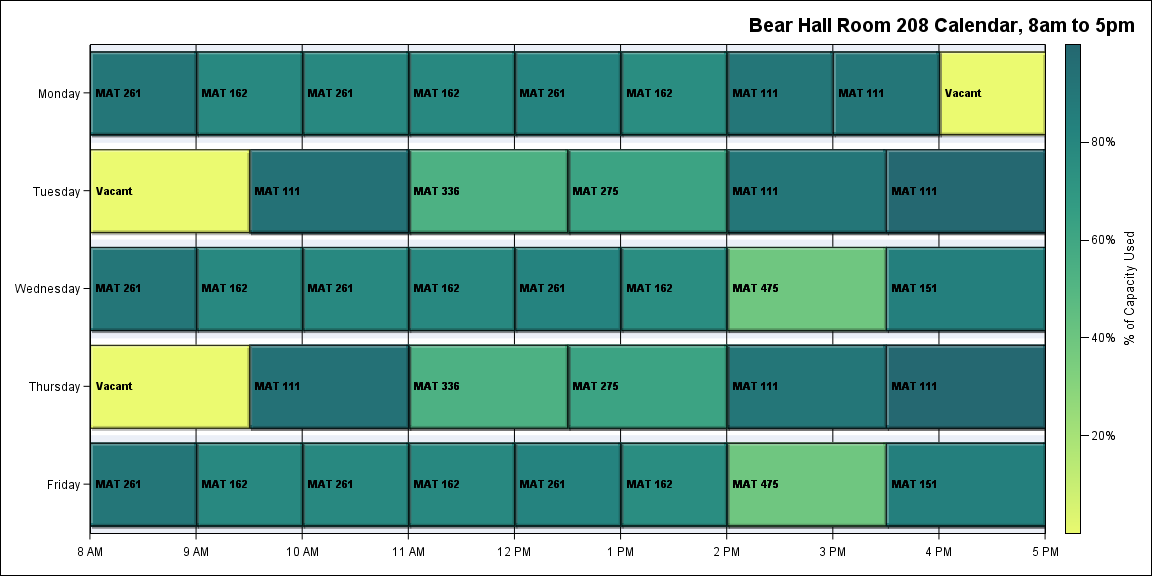 Bear Hall Room 208 Calendar, 8am to 5pm
Monday
MAT 261
MAT 162
MAT 261
MAT 162
MAT 261
MAT 162
MAT 111
MAT 111
Vacant
Tuesday
Vacant
MAT 111
MAT 336
MAT 275
MAT 111
MAT 111
Wednesday
MAT 261
MAT 162
MAT 261
MAT 162
MAT 261
MAT 162
MAT 475
MAT 151
Thursday
Vacant
MAT 111
MAT 336
MAT 275
MAT 111
MAT 111
Friday
MAT 261
MAT 162
MAT 261
MAT 162
MAT 261
MAT 162
MAT 475
MAT 151
8 AM
9 AM
10 AM
11 AM
12 PM
1 PM
2 PM
3 PM
4 PM
5 PM
80%
60%
40%
20%
% of Capacity Used